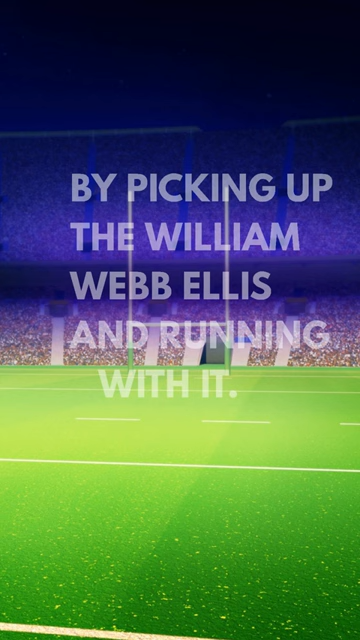 BY PICKING UP
THE WILLIAM
WEBB ELLIS
AND RUNNING
WITH IT.